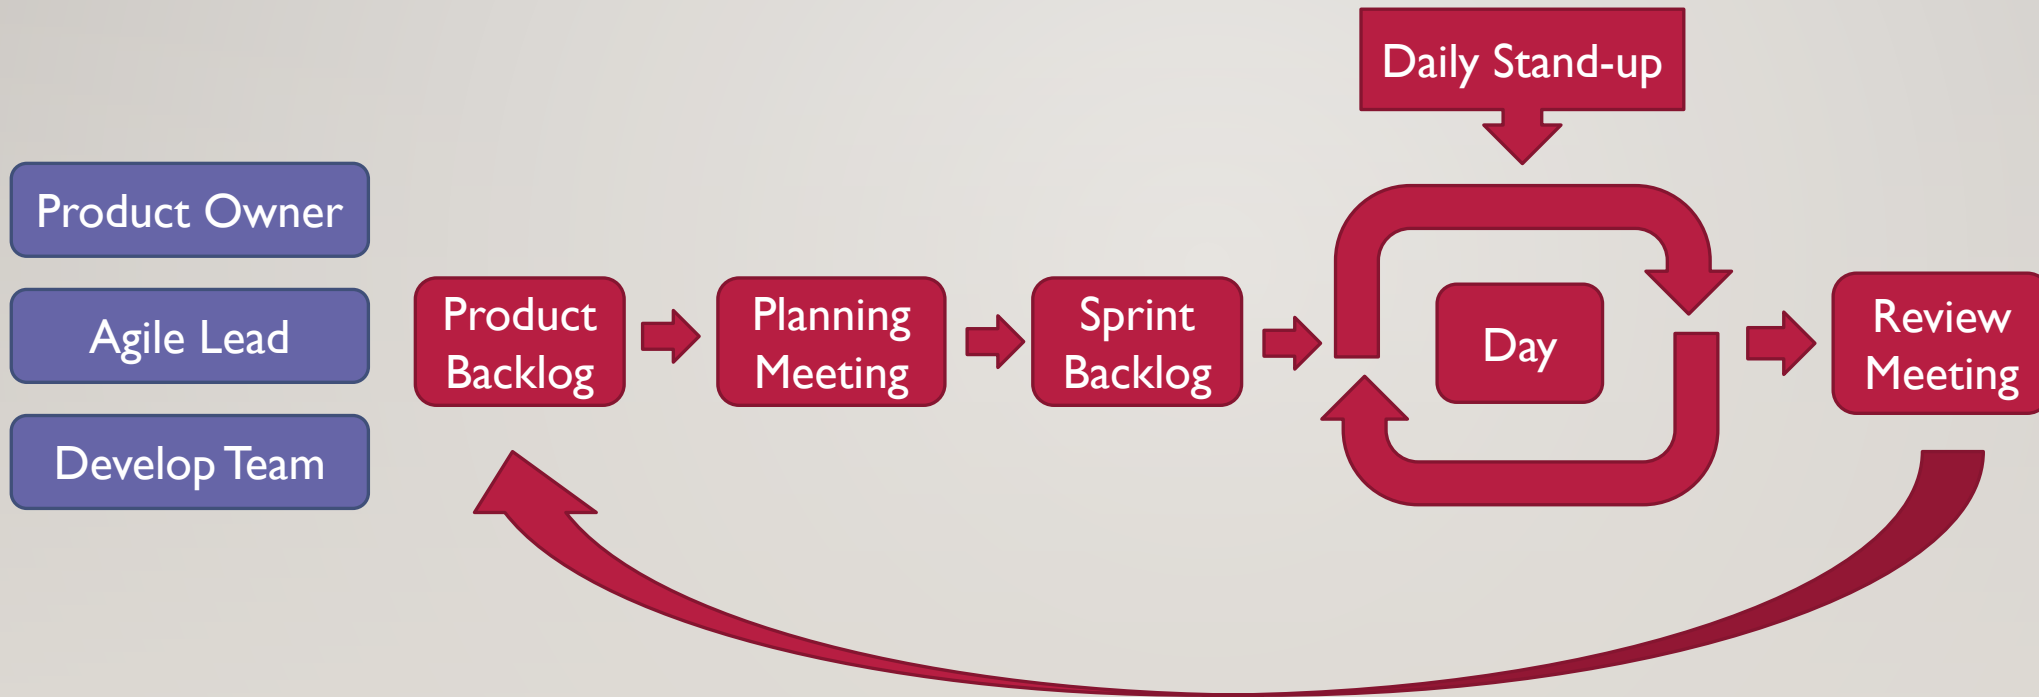 Daily Stand-up
Product Owner
Agile Lead
Develop Team
Product
Backlog
Planning
Meeting
Sprint
Backlog
Day
Review
Meeting